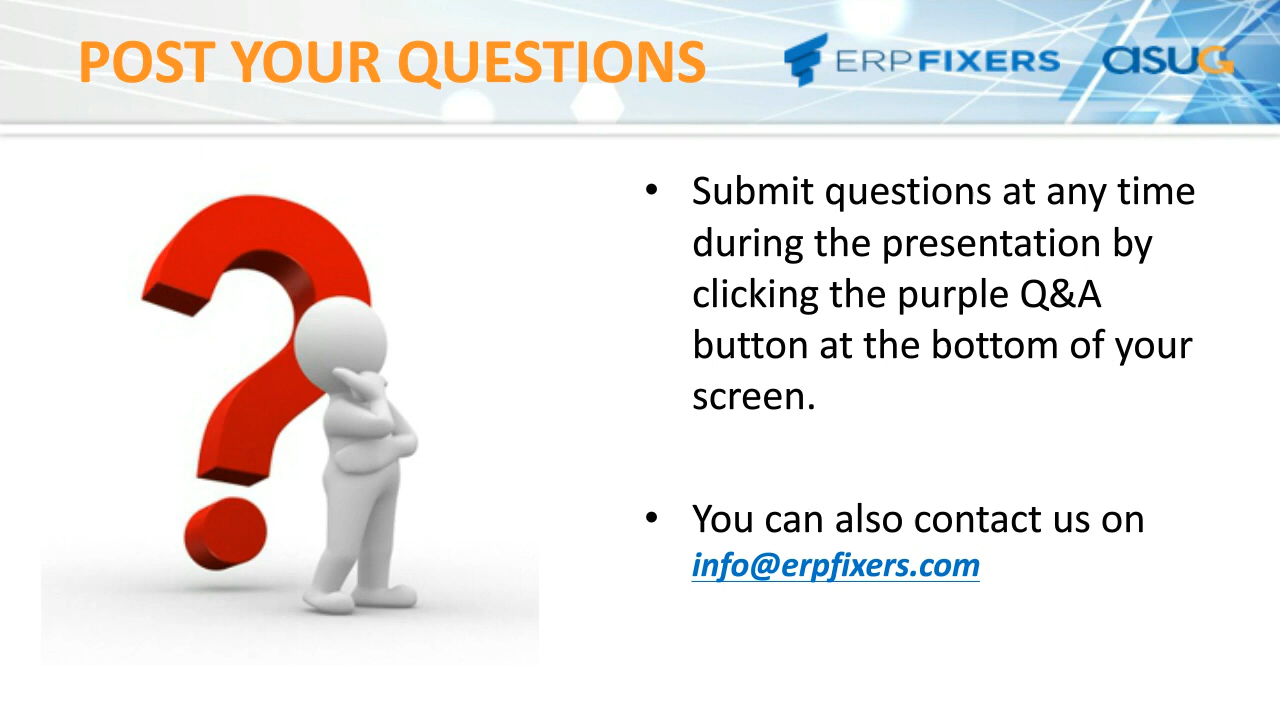 POST YOUR QUESTIONS
ERPFIXERS
asuG
• Submit questions at any time
during the presentation by
clicking the purple Q&A
button at the bottom of your
screen.
• You can also contact us on
info@erpfixers.com